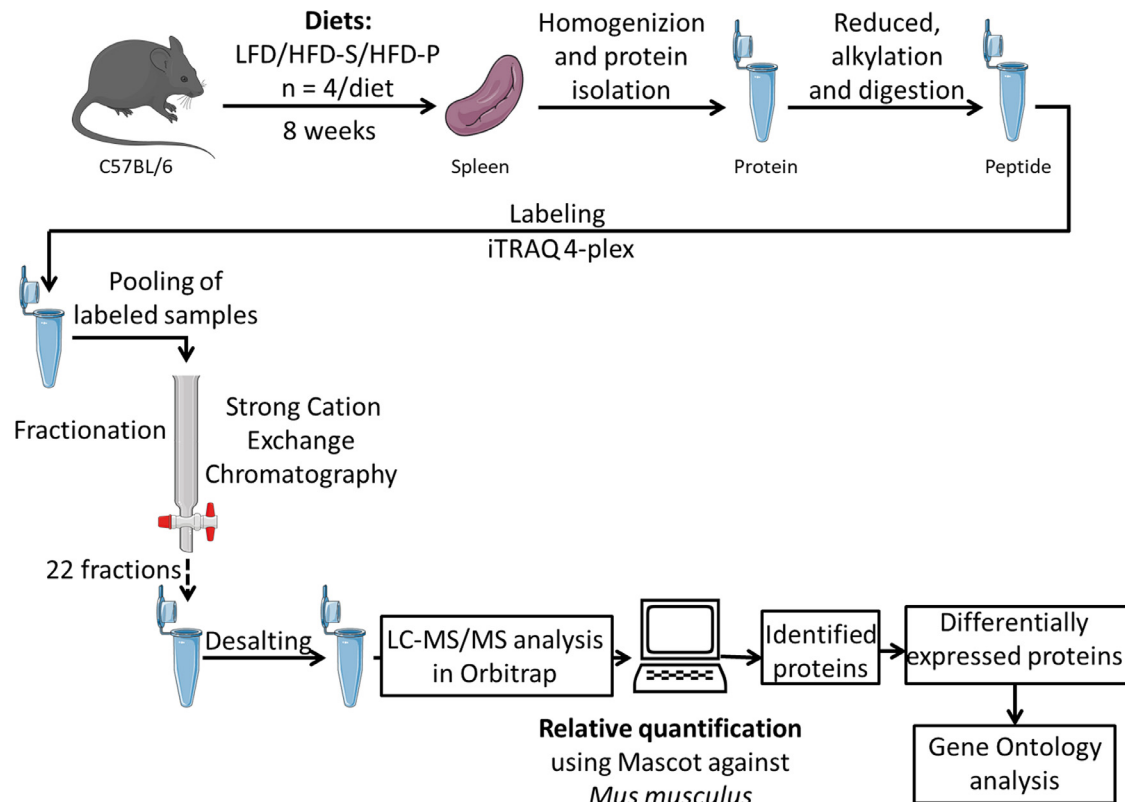 Diets:
LFD/HFD-S/HFD-P
n = 4/diet
8 weeks
C57BL/6
Spleen
Homogenizion
and protein
isolation
Protein
Reduced,
alkylation
and digestion
Peptide
Labeling
iTRAQ 4-plex
Pooling of
labeled samples
Fractionation
Strong Cation
Exchange
Chromatography
22 fractions
Desalting
LC-MS/MS analysis
in Orbitrap
Relative quantification
using Mascot against
Mus musculus
Identified
proteins
Differentially
expressed proteins
Gene Ontology
analysis